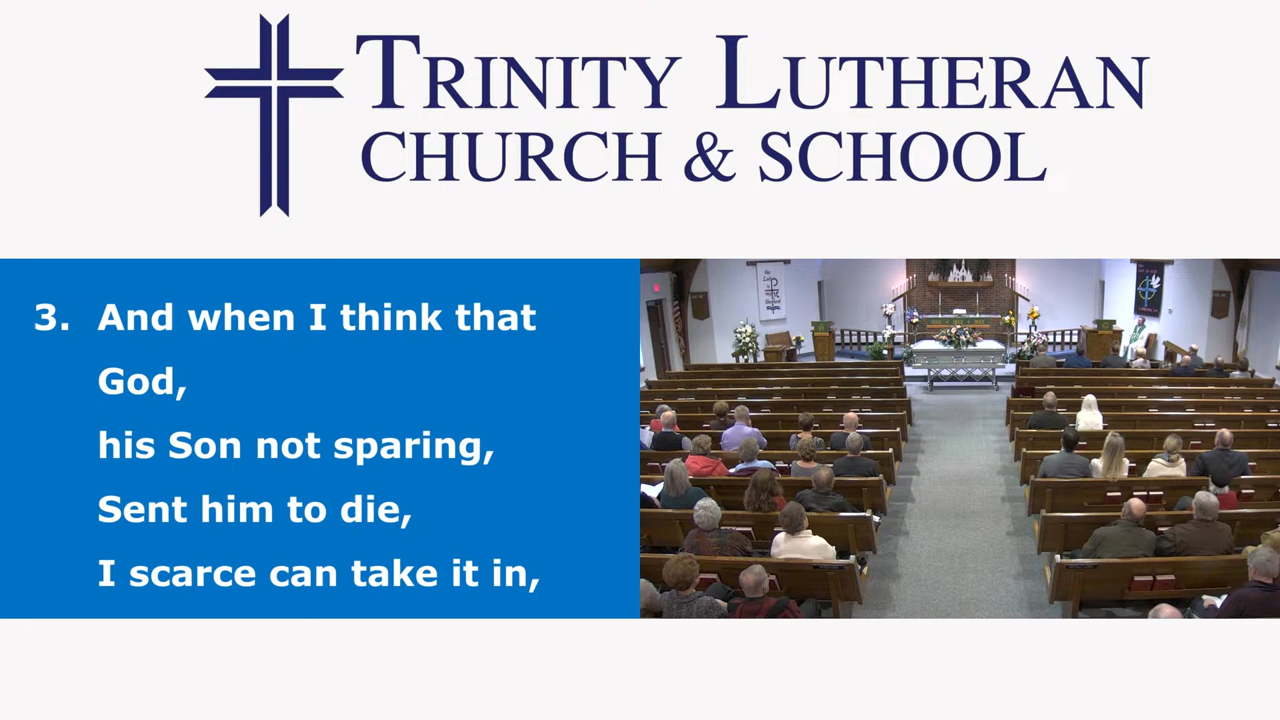 TRINITY LUTHERAN
CHURCH & SCHOOL
3. And when I think that
God,
his Son not sparing,
Sent him to die,
I scarce can take it in,